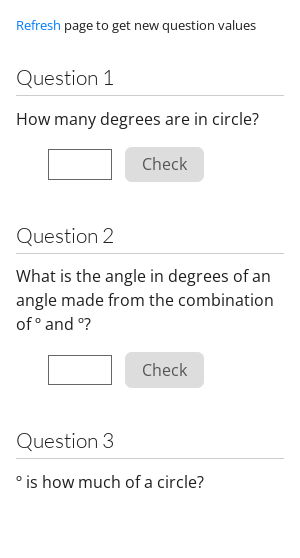 Refresh page to get new question values
Question 1
How many degrees are in circle?
Check
Question 2
What is the angle in degrees of an
angle made from the combination
of º and º?
Check
Question 3
º is how much of a circle?